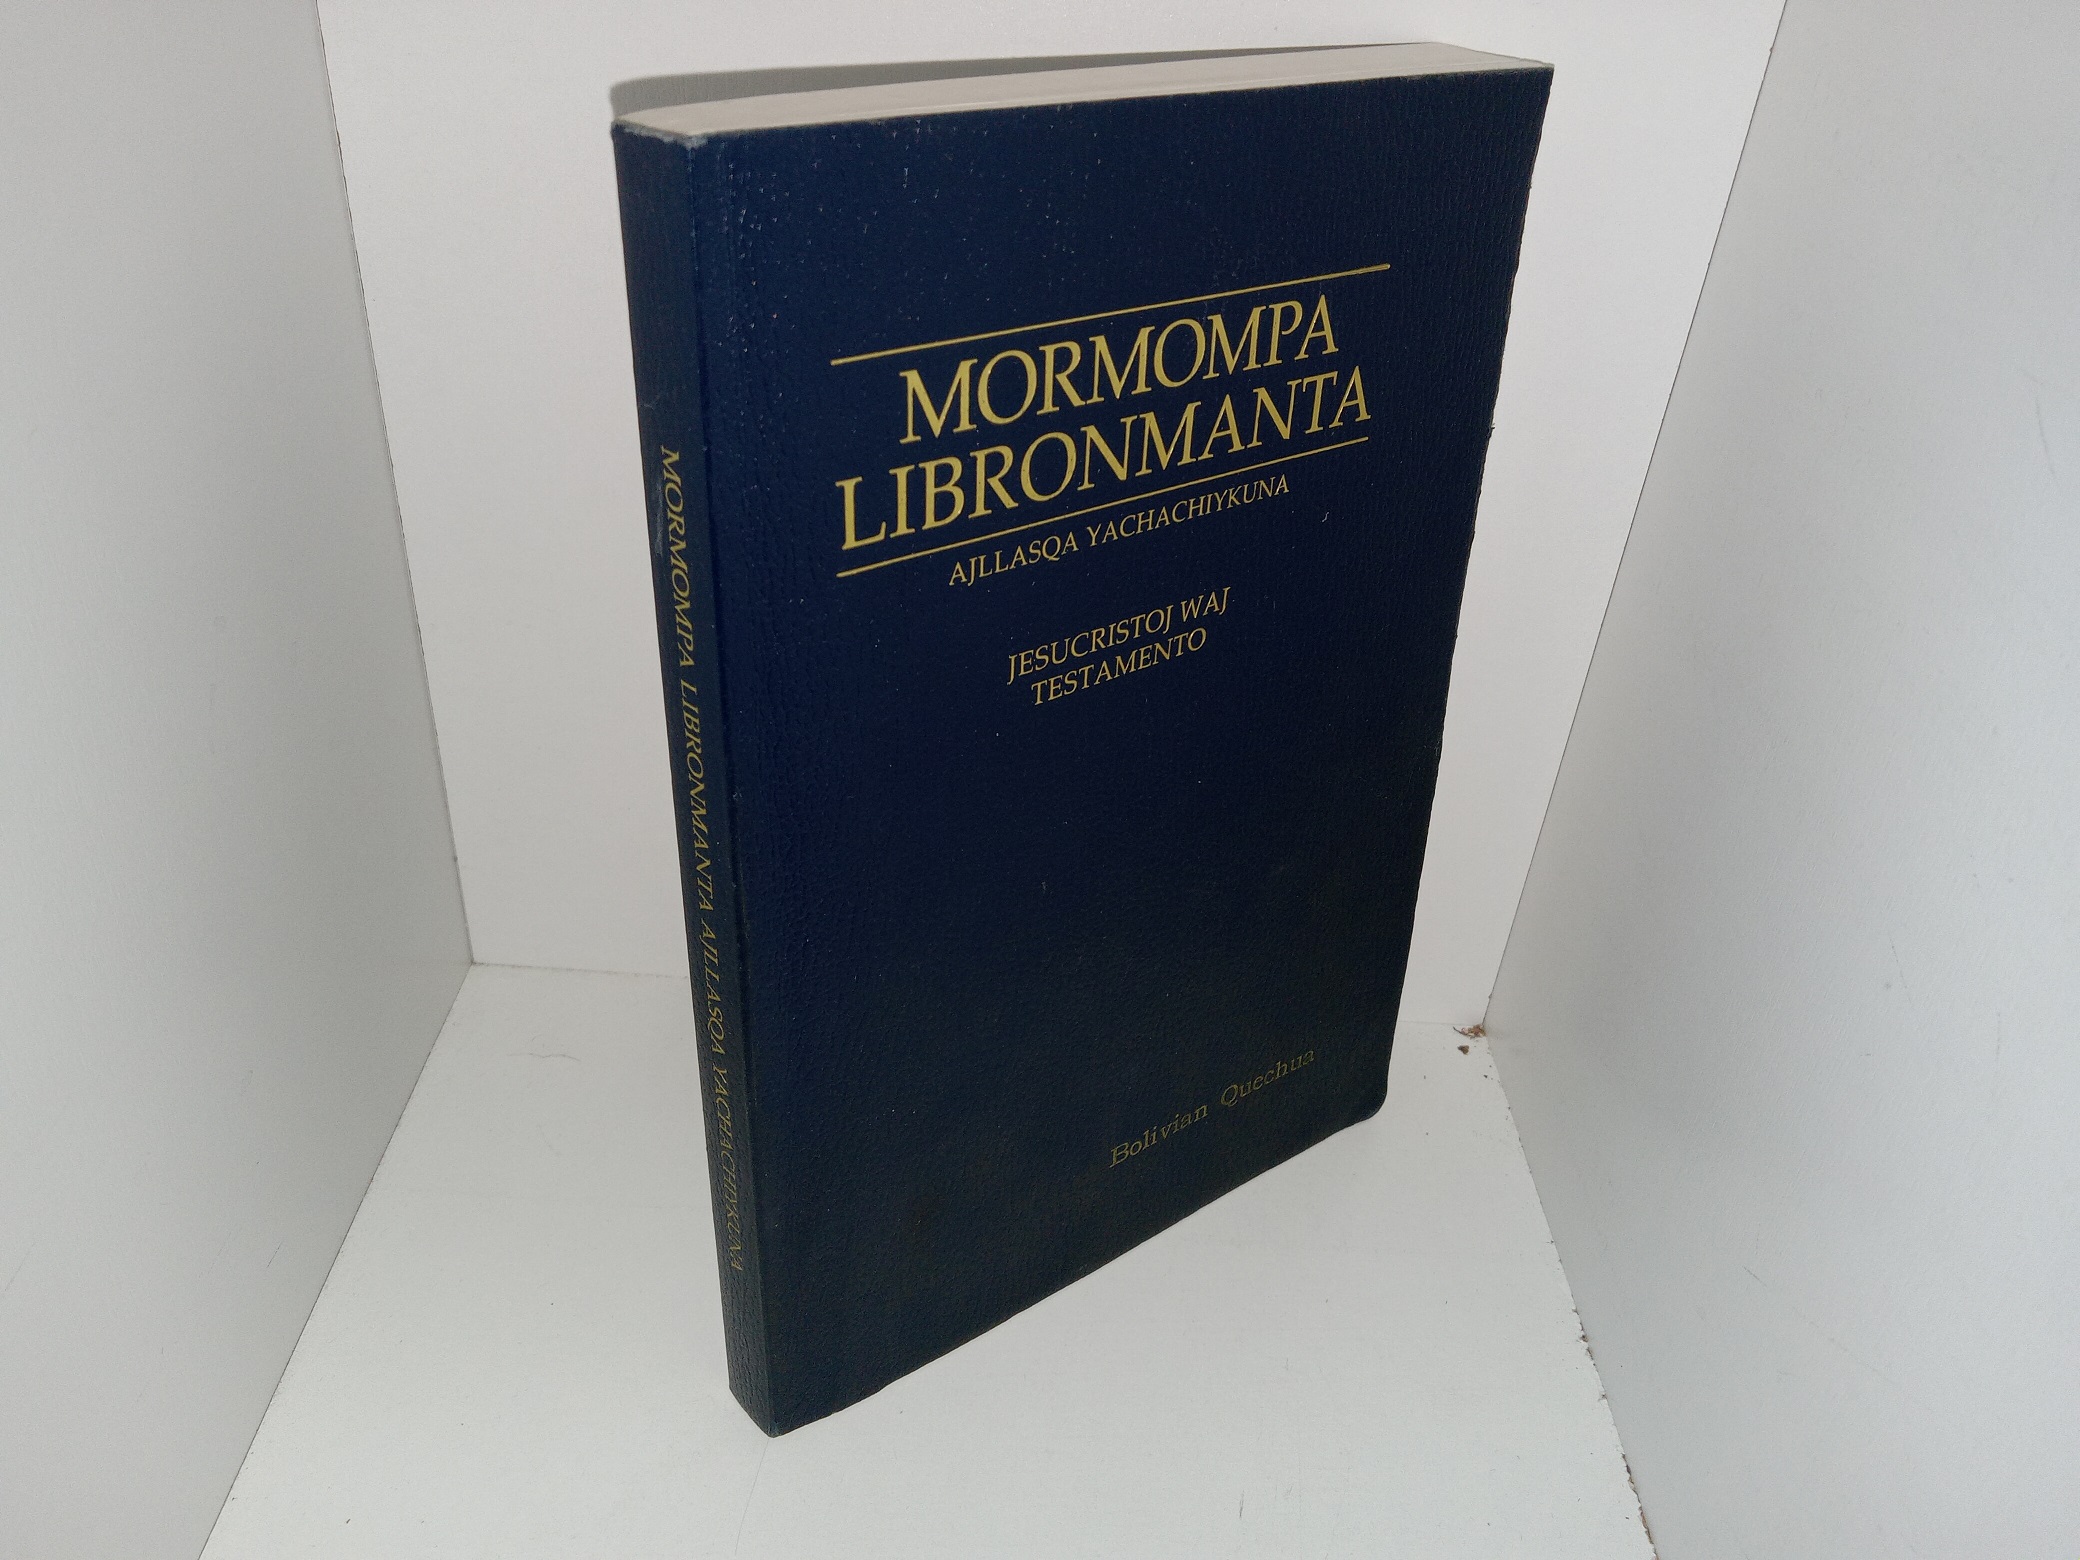 MORMOMPA
LIBRONMANTA
AJLLASQA YACHACHIYKUNA
JESUCRISTOJ WAJ
TESTAMENTO
Bolivian Quechua
MORMOMPA LIBRONMANTA AJLLASQA YACHACHIYKUNA